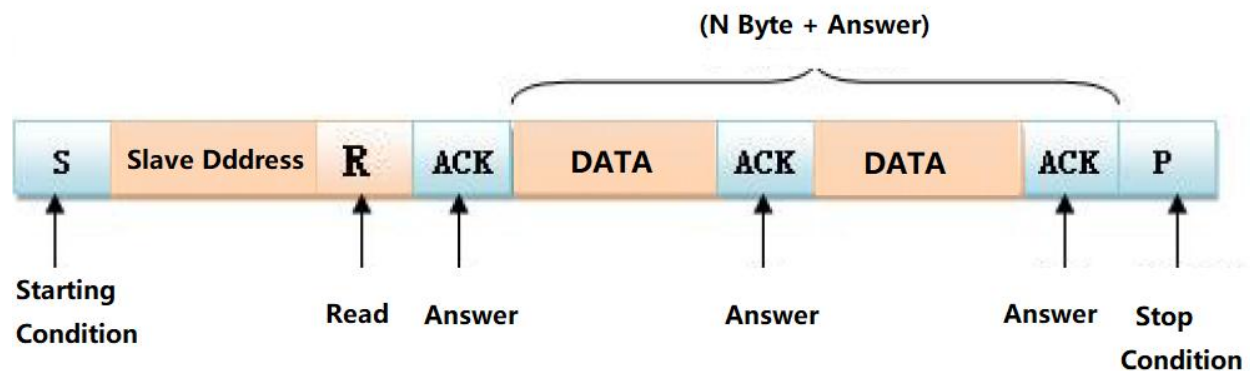 (N Byte + Answer)
S Slave Dddress R ACK DATA ACK DATA ACK P
Starting
Condition
Read
Answer
Answer
Answer
Stop
Condition